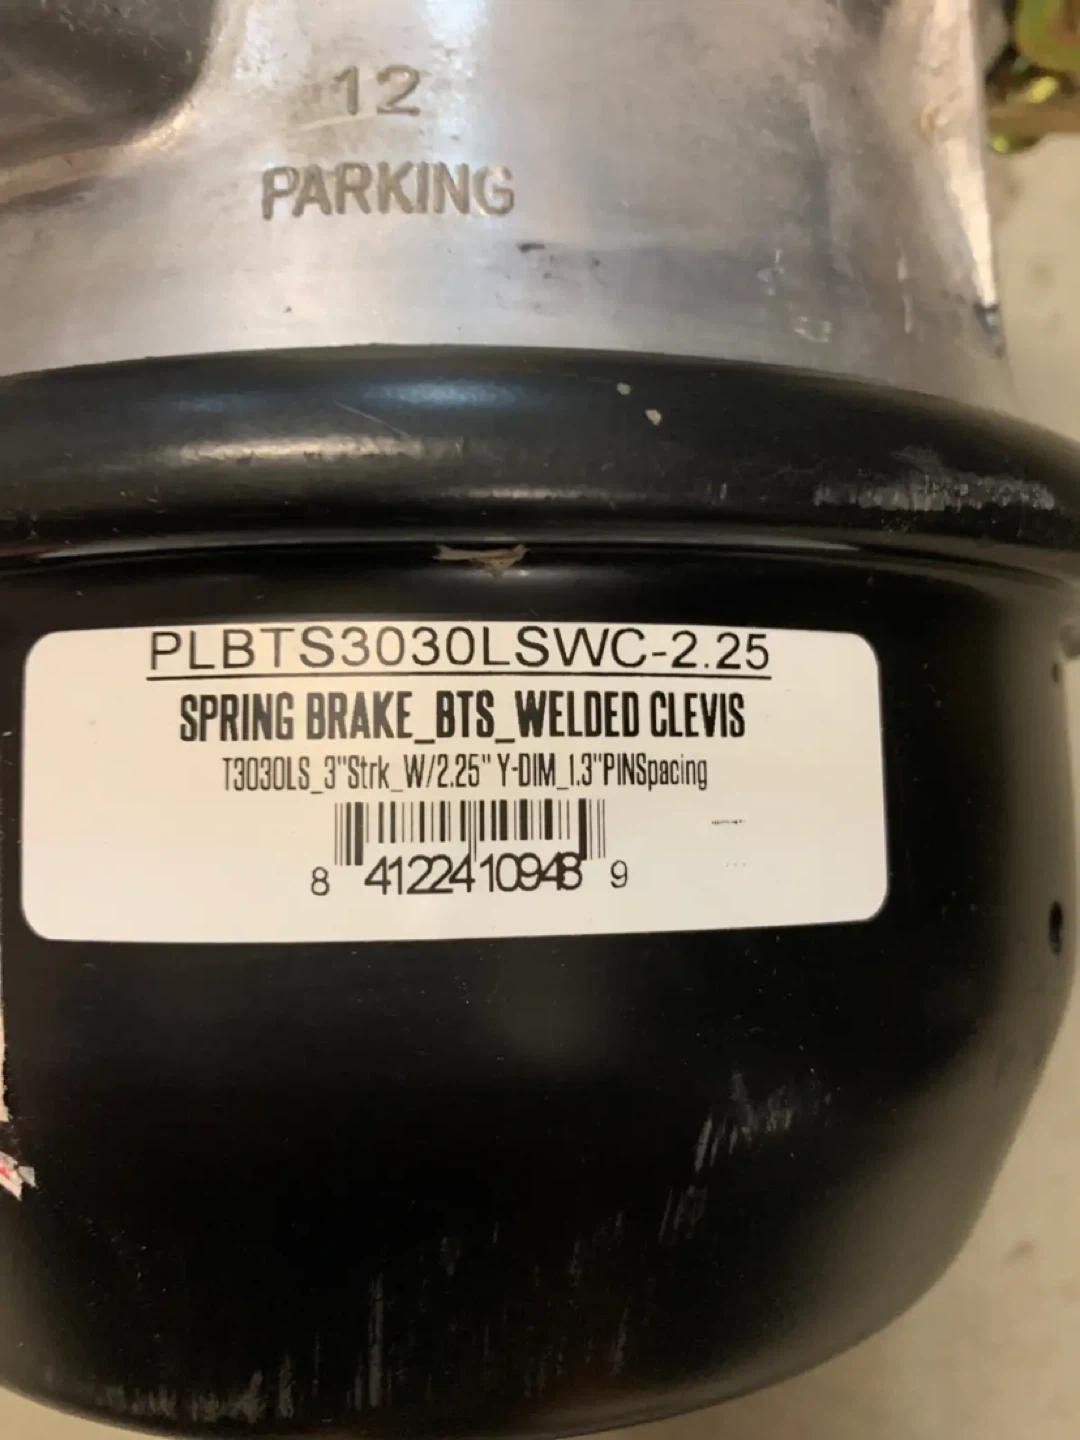 12
PARKING
PLBTS3030LSWC-2.25
SPRING BRAKE_BTS_WELDED CLEVIS
T3030LS_3"Strk_W/2.25" Y-DIM_1.3"PINSpacing
8 41224 10948 9